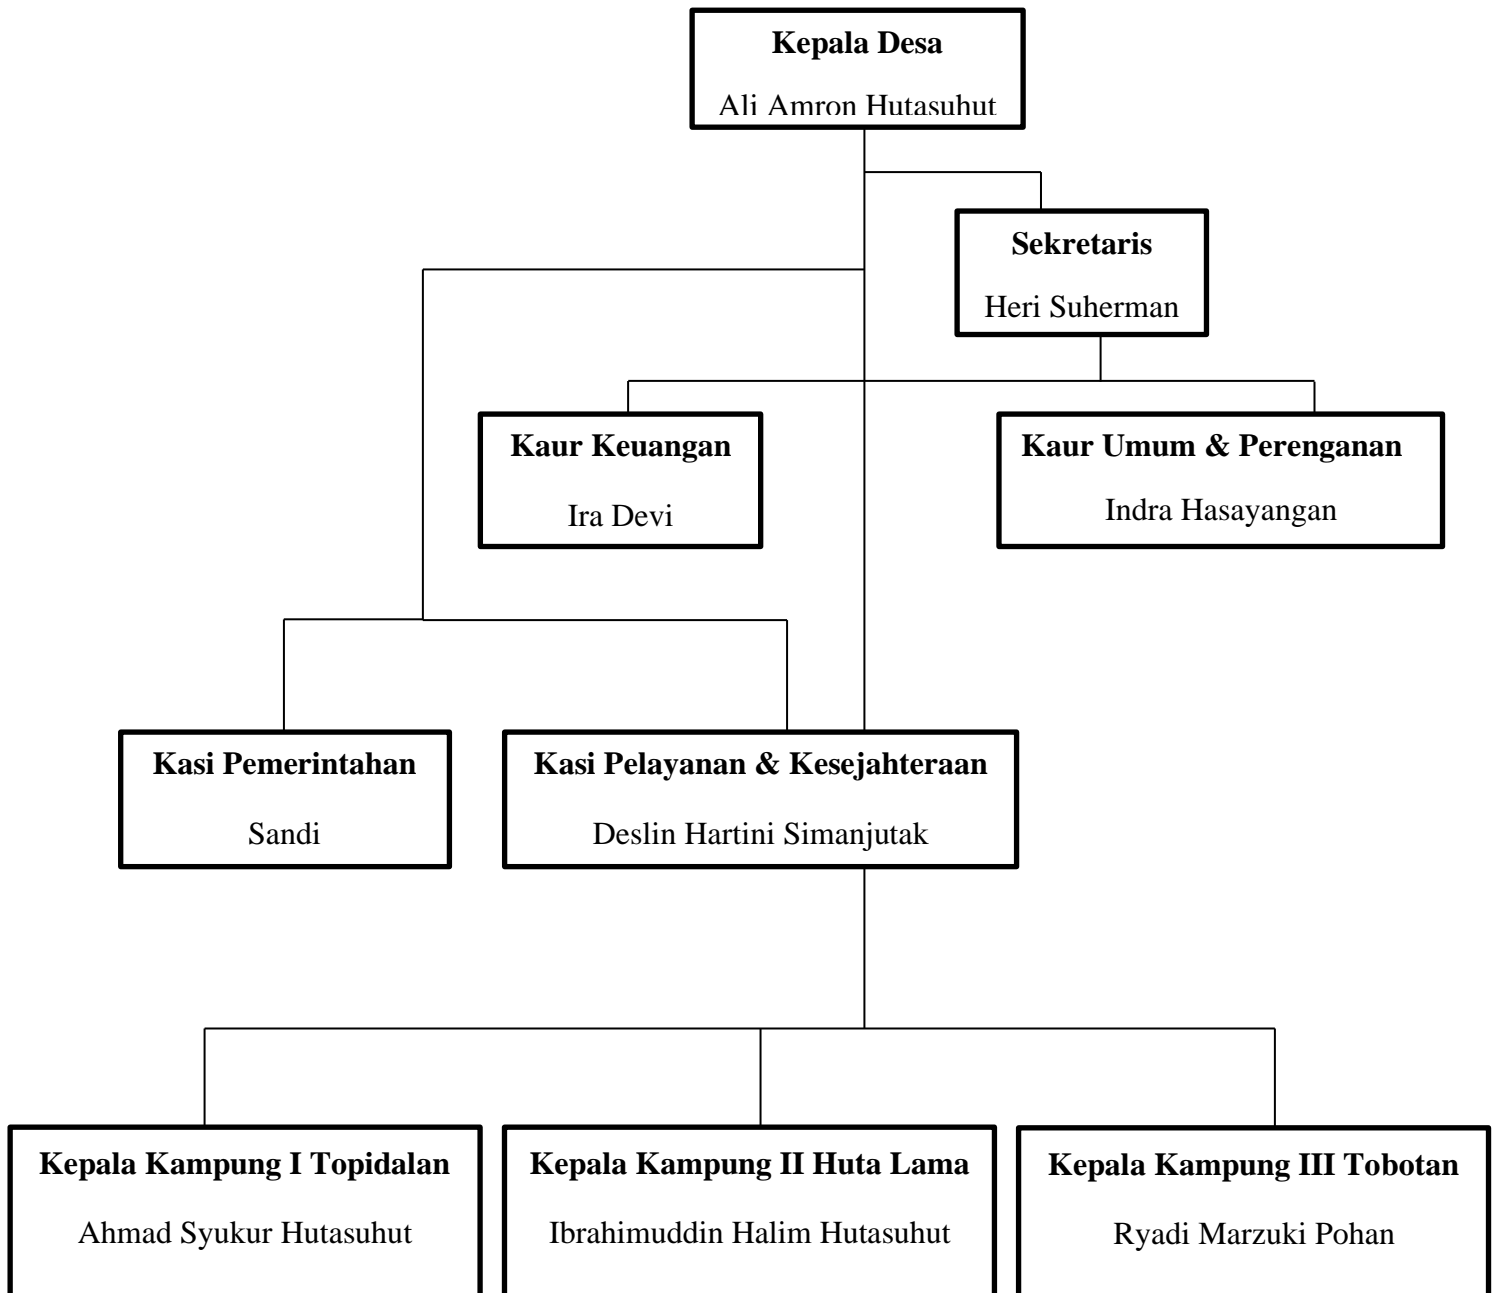 Kepala Desa
Ali Amron Hutasuhut
Sekretaris
Heri Suherman
Kaur Keuangan
Ira Devi
Kaur Umum & Perenganan
Indra Hasayangan
Kasi Pemerintahan
Sandi
Kasi Pelayanan & Kesejahteraan
Deslin Hartini Simanjutak
Kepala Kampung I Topidalan
Ahmad Syukur Hutasuhut
Kepala Kampung II Huta Lama
Ibrahimuddin Halim Hutasuhut
Kepala Kampung III Tobotan
Ryadi Marzuki Pohan